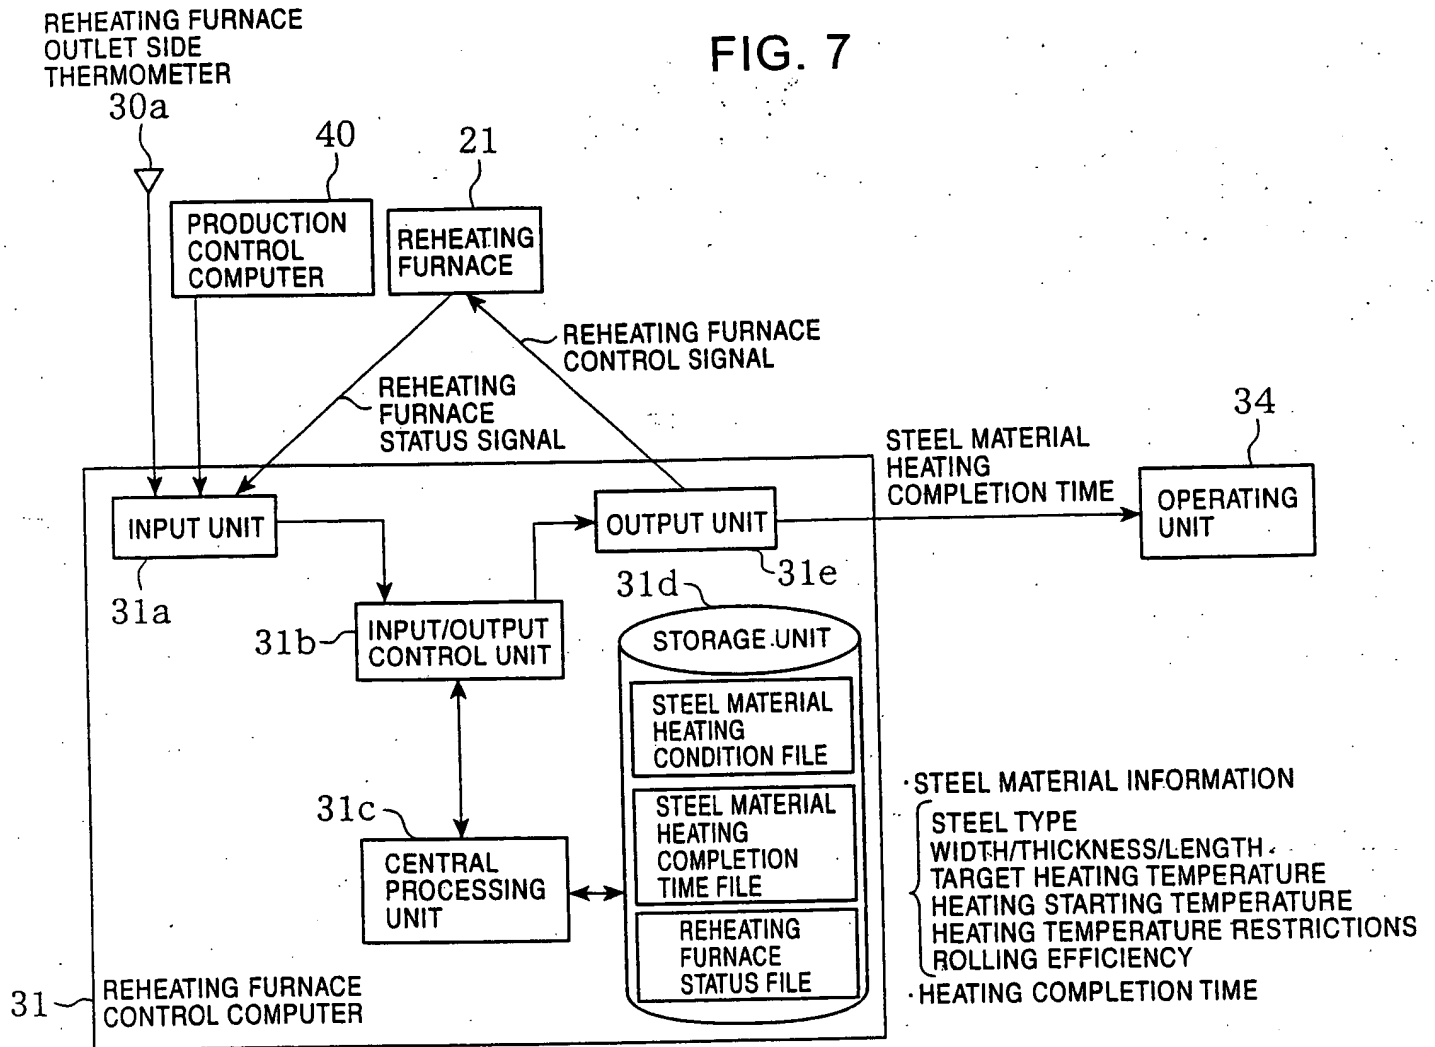 REHEATING FURNACE
OUTLET SIDE
THERMOMETER
30a
FIG. 7
40
21
PRODUCTION
CONTROL
COMPUTER
REHEATING
FURNACE
REHEATING FURNACE
CONTROL SIGNAL
REHEATING
FURNACE
STATUS SIGNAL
STEEL MATERIAL
HEATING
COMPLETION TIME
34
OPERATING
UNIT
INPUT UNIT
OUTPUT UNIT
31a
31e
31b
INPUT/OUTPUT
CONTROL UNIT
31d
STORAGE UNIT
STEEL MATERIAL
HEATING
CONDITION FILE
STEEL MATERIAL
HEATING
COMPLETION
TIME FILE
REHEATING
FURNACE
STATUS FILE
31c
CENTRAL
PROCESSING
UNIT
·STEEL MATERIAL INFORMATION
STEEL TYPE
WIDTH/THICKNESS/LENGTH
TARGET HEATING TEMPERATURE
HEATING STARTING TEMPERATURE
HEATING TEMPERATURE RESTRICTIONS
ROLLING EFFICIENCY
·HEATING COMPLETION TIME
31
REHEATING FURNACE
CONTROL COMPUTER